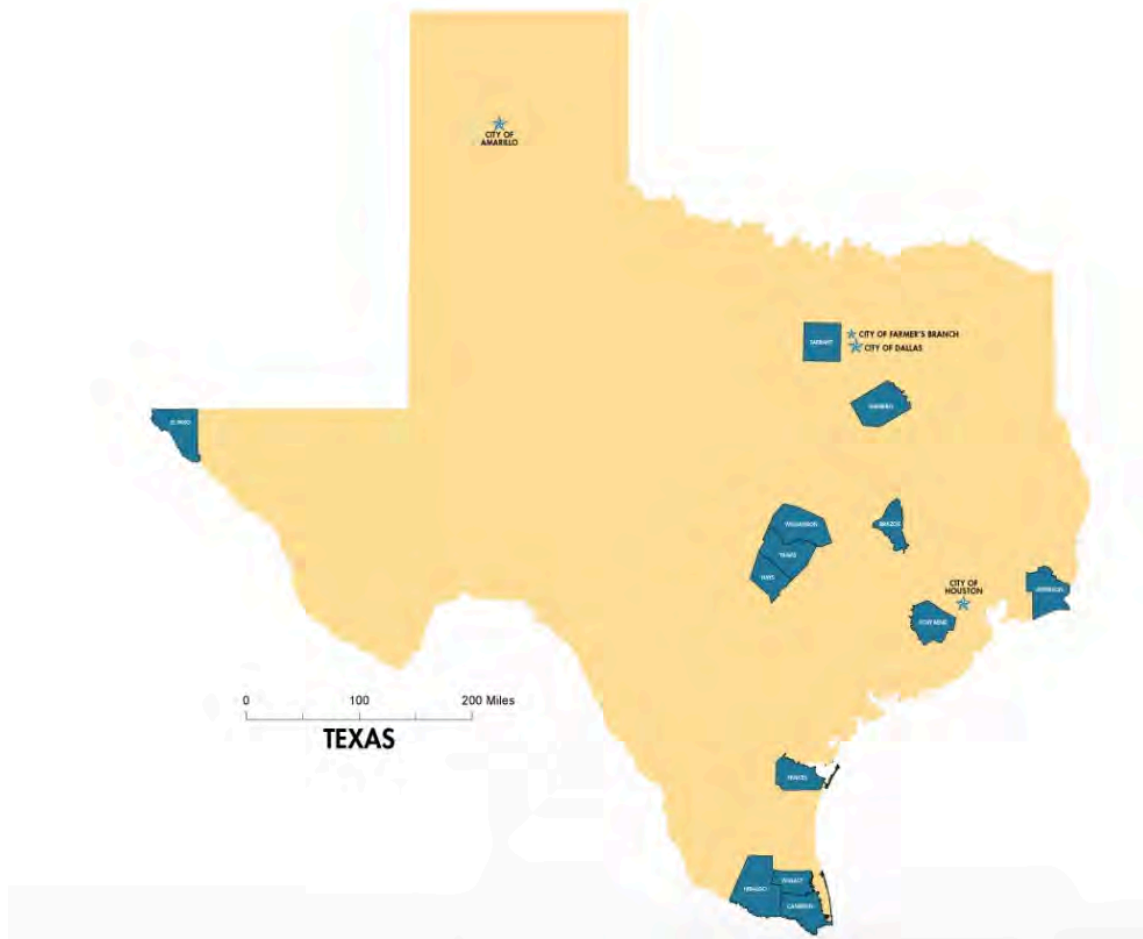 CITY OF
AMARILLO
TARRANT
CITY OF FARMER'S BRANCH
CITY OF DALLAS
NAVARRO
EL PASO
WILLIAMSON
TRAVIS
HAYS
BRAZOS
CITY OF
HOUSTON
JEFFERSON
FORT BEND
0 100 200 Miles
TEXAS
NUECES
HIDALGO
WILLACY
CAMERON